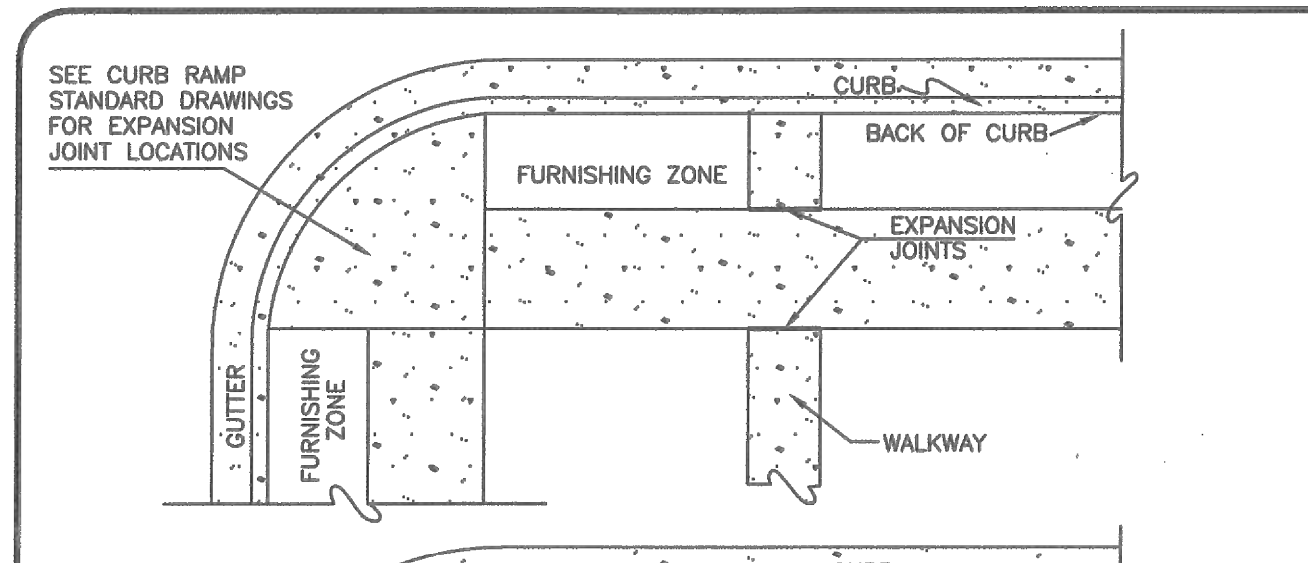 SEE CURB RAMP
STANDARD DRAWINGS
FOR EXPANSION
JOINT LOCATIONS
CURB
BACK OF CURB
FURNISHING ZONE
EXPANSION
JOINTS
GUTTER
FURNISHING
ZONE
WALKWAY